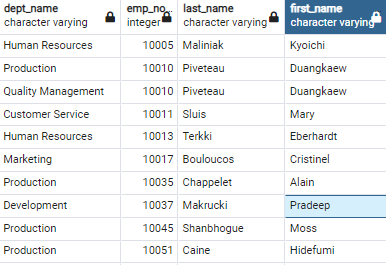 dept_name emp_no last_name first_name
character varying integer character varying character varying
Human Resources 10005 Maliniak Kyoichi
Production 10010 Piveteau Duangkaew
Quality Management 10010 Piveteau Duangkaew
Customer Service 10011 Sluis Mary
Human Resources 10013 Terkki Eberhardt
Marketing 10017 Bouloucos Cristinel
Production 10035 Chappelet Alain
Development 10037 Makrucki Pradeep
Production 10045 Shanbhogue Moss
Production 10051 Caine Hidefumi